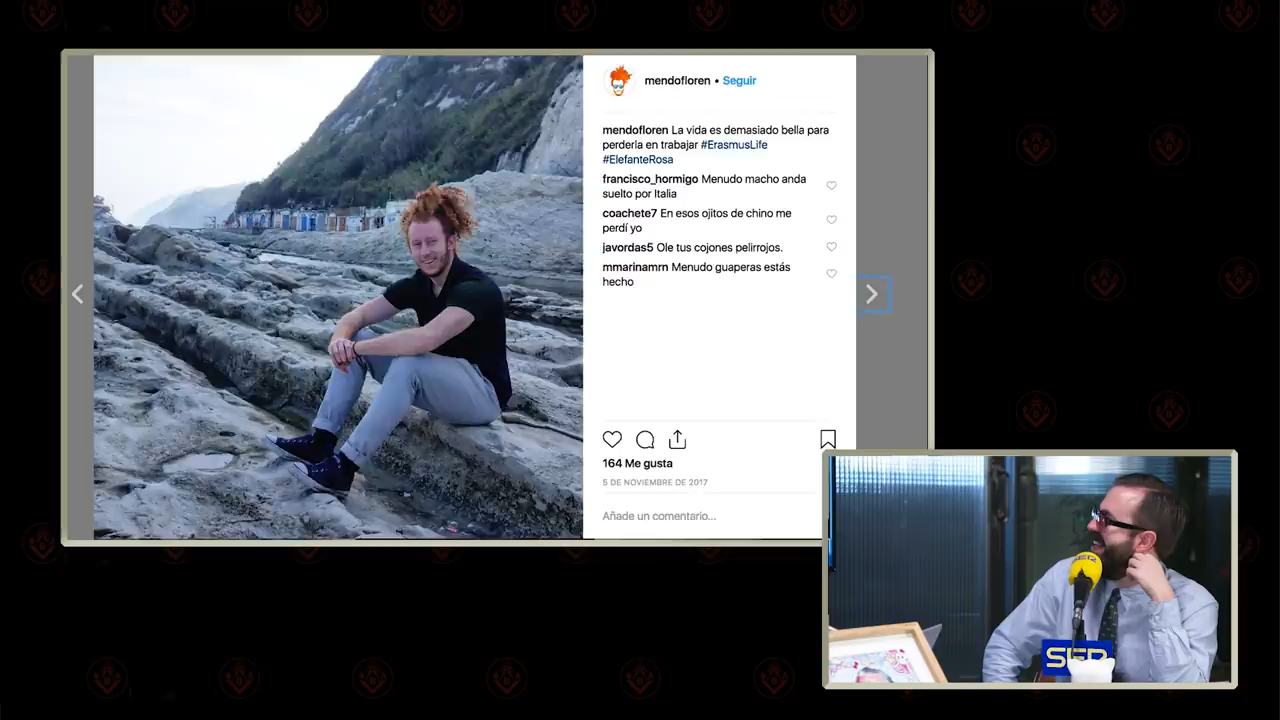 mendofloren • Seguir
mendofloren La vida es demasiado bella para
perderla en trabajar #ErasmusLife
#ElefanteRosa
francisco_hormigo Menudo macho anda
suelto por Italia
coachete7 En esos ojitos de chino me
perdí yo
javordas5 Ole tus cojones pelirrojos.
mmarinamrn Menudo guaperas estás
hecho
164 Me gusta
5 DE NOVIEMBRE DE 2017
Añade un comentario...
SER
SER